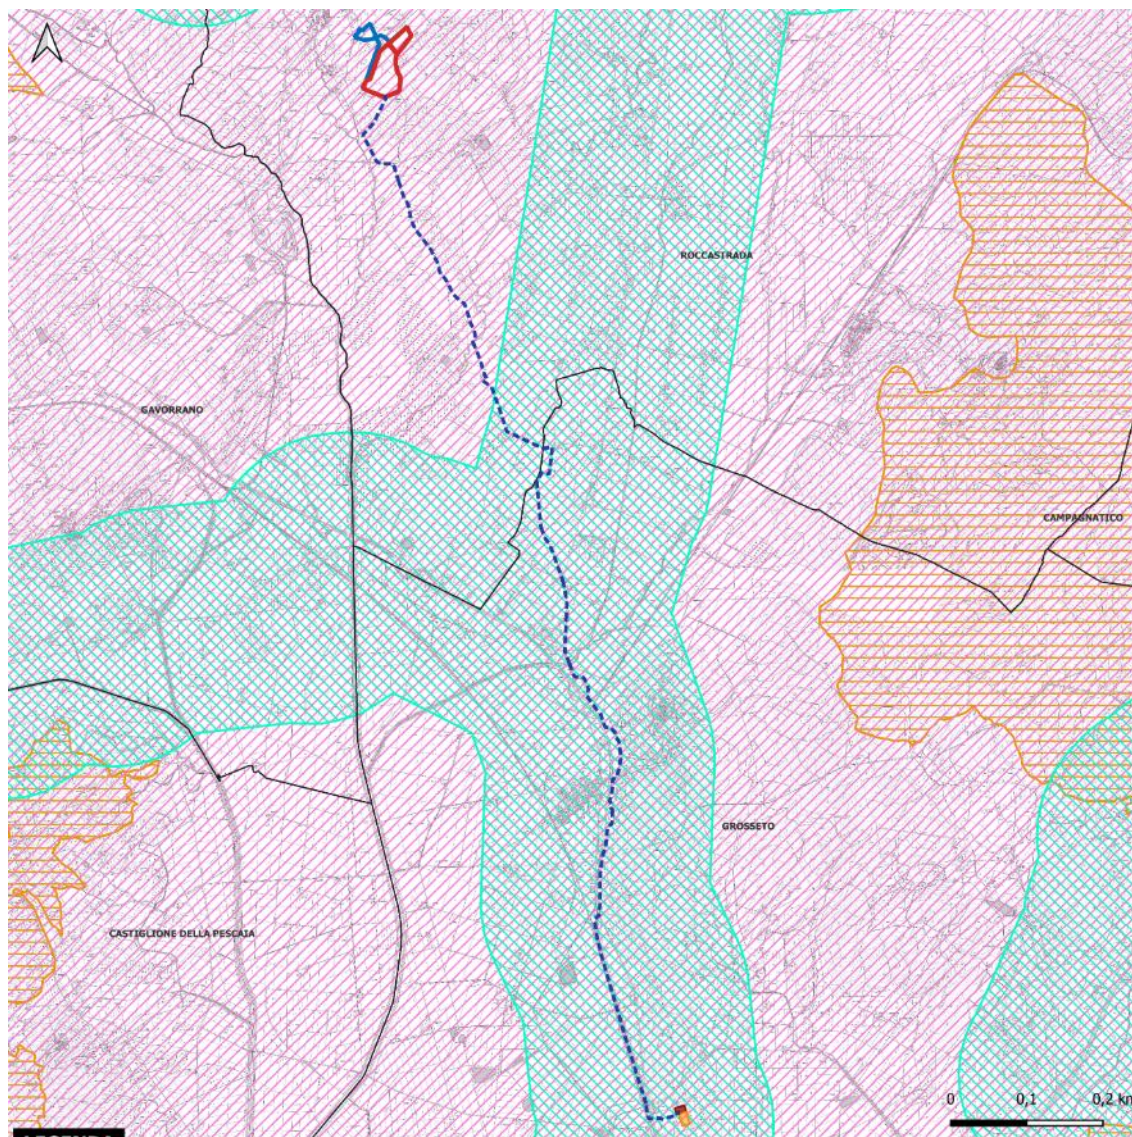 ROCCASTRADA
GAVORRANO
CAMPAGNATICO
GROSSETO
CASTIGLIONE DELLA PESCAIA
0 0,1 0,2 km